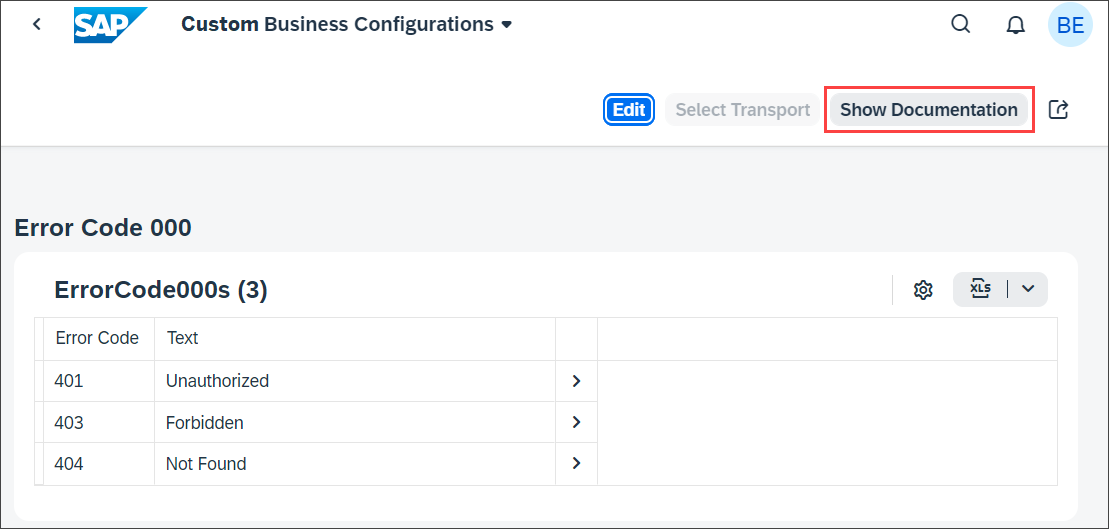 SAP Custom Business Configurations BE
Edit Select Transport Show Documentation
Error Code 000
ErrorCode000s (3) XLS
Error Code Text
401 Unauthorized
403 Forbidden
404 Not Found